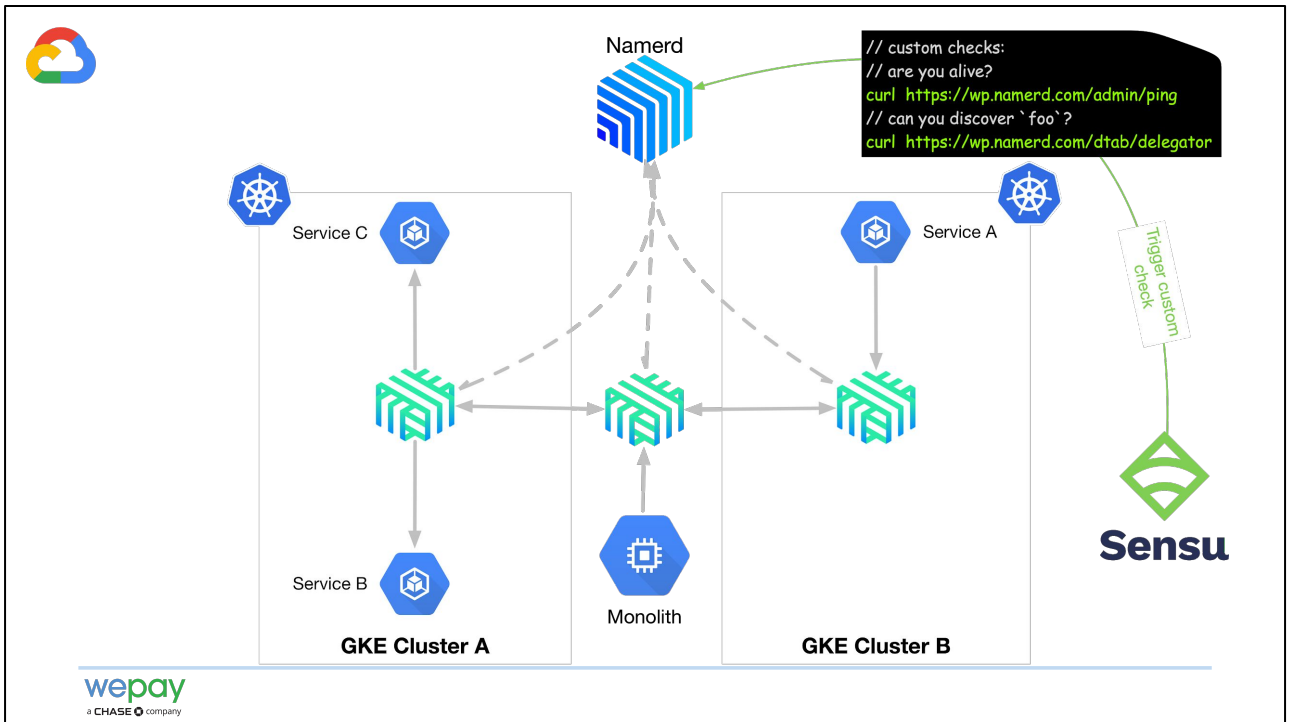 Namerd
// custom checks:
// are you alive?
curl  https://wp.namerd.com/admin/ping
// can you discover `foo`?
curl  https://wp.namerd.com/dtab/delegator
Service C
Service A
Trigger custom
check
Sensu
Service B
Monolith
GKE Cluster A
GKE Cluster B
wepay
a CHASE company